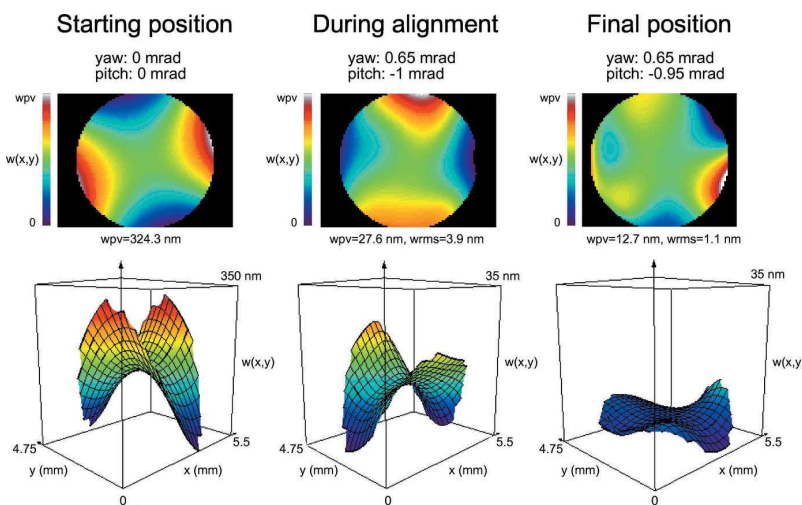 Starting position
yaw: 0 mrad
pitch: 0 mrad
wpv
w(x,y)
0
wpv=324.3 nm
350 nm
w(x,y)
4.75
y (mm)
0
x (mm)
5.5
During alignment
yaw: 0.65 mrad
pitch: -1 mrad
wpv
w(x,y)
0
wpv=27.6 nm, wrms=3.9 nm
35 nm
w(x,y)
4.75
y (mm)
0
x (mm)
5.5
Final position
yaw: 0.65 mrad
pitch: -0.95 mrad
wpv
w(x,y)
0
wpv=12.7 nm, wrms=1.1 nm
35 nm
w(x,y)
4.75
y (mm)
0
x (mm)
5.5